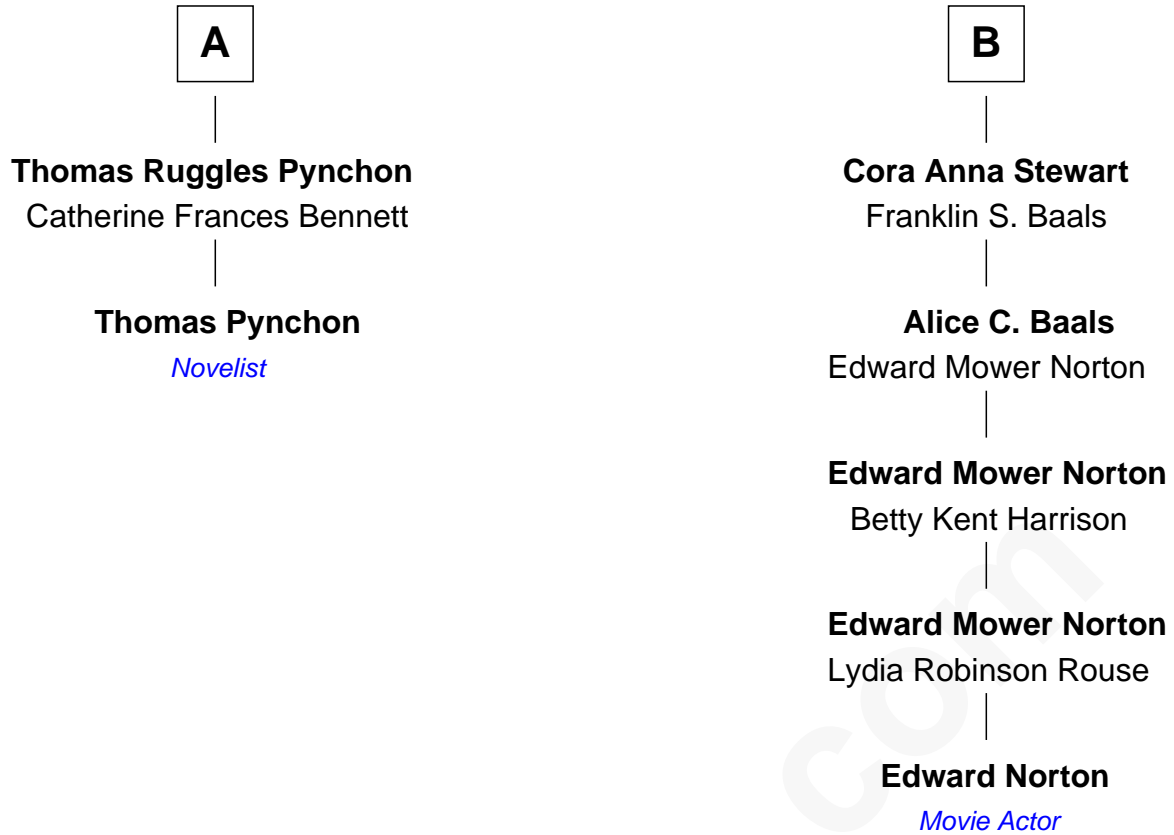 A
Thomas Ruggles Pynchon
Catherine Frances Bennett
Thomas Pynchon
Novelist
B
Cora Anna Stewart
Franklin S. Baals
Alice C. Baals
Edward Mower Norton
Edward Mower Norton
Betty Kent Harrison
Edward Mower Norton
Lydia Robinson Rouse
Edward Norton
Movie Actor
com